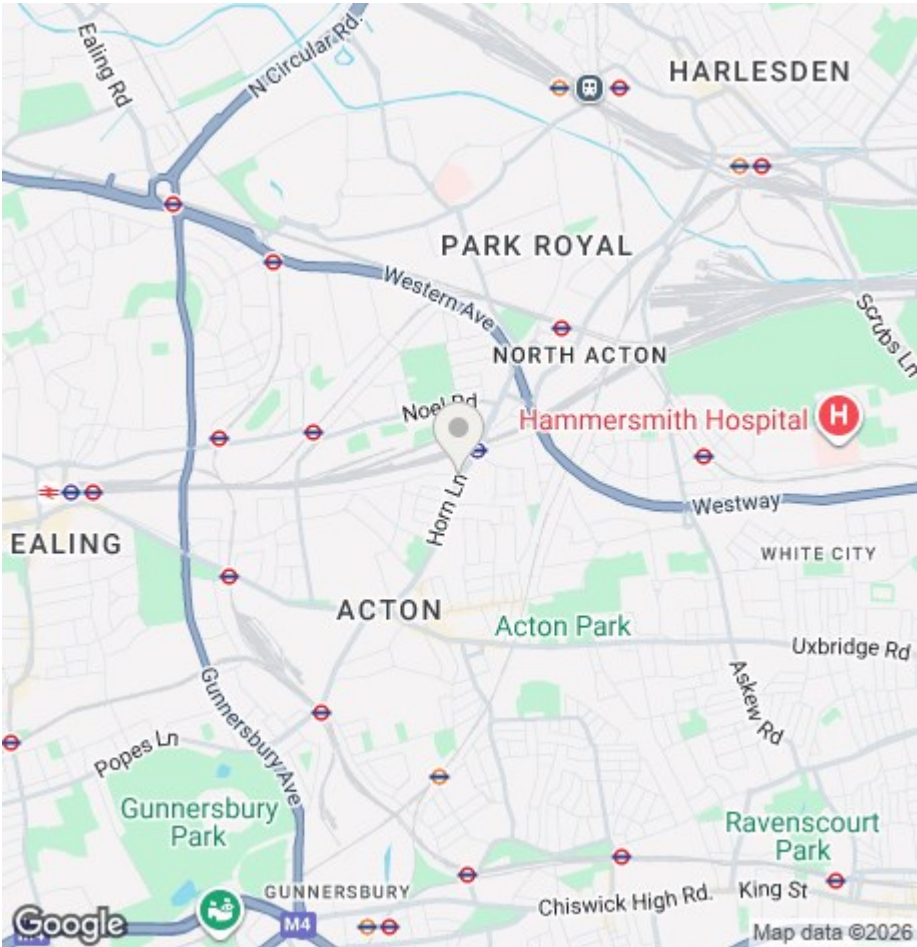 Ealing Rd
N Circular Rd.
HARLESDEN
PARK ROYAL
Western Ave
Scrubs Ln
NORTH ACTON
Noel Rd
Hammersmith Hospital
H
Horn Ln
Westway
EALING
WHITE CITY
ACTON
Acton Park
Uxbridge Rd
Askew Rd
Gunnersbury Ave
Popes Ln
Gunnersbury
Park
Ravenscourt
Park
GUNNERSBURY
Chiswick High Rd.
King St
M4
Google
Map data ©2026